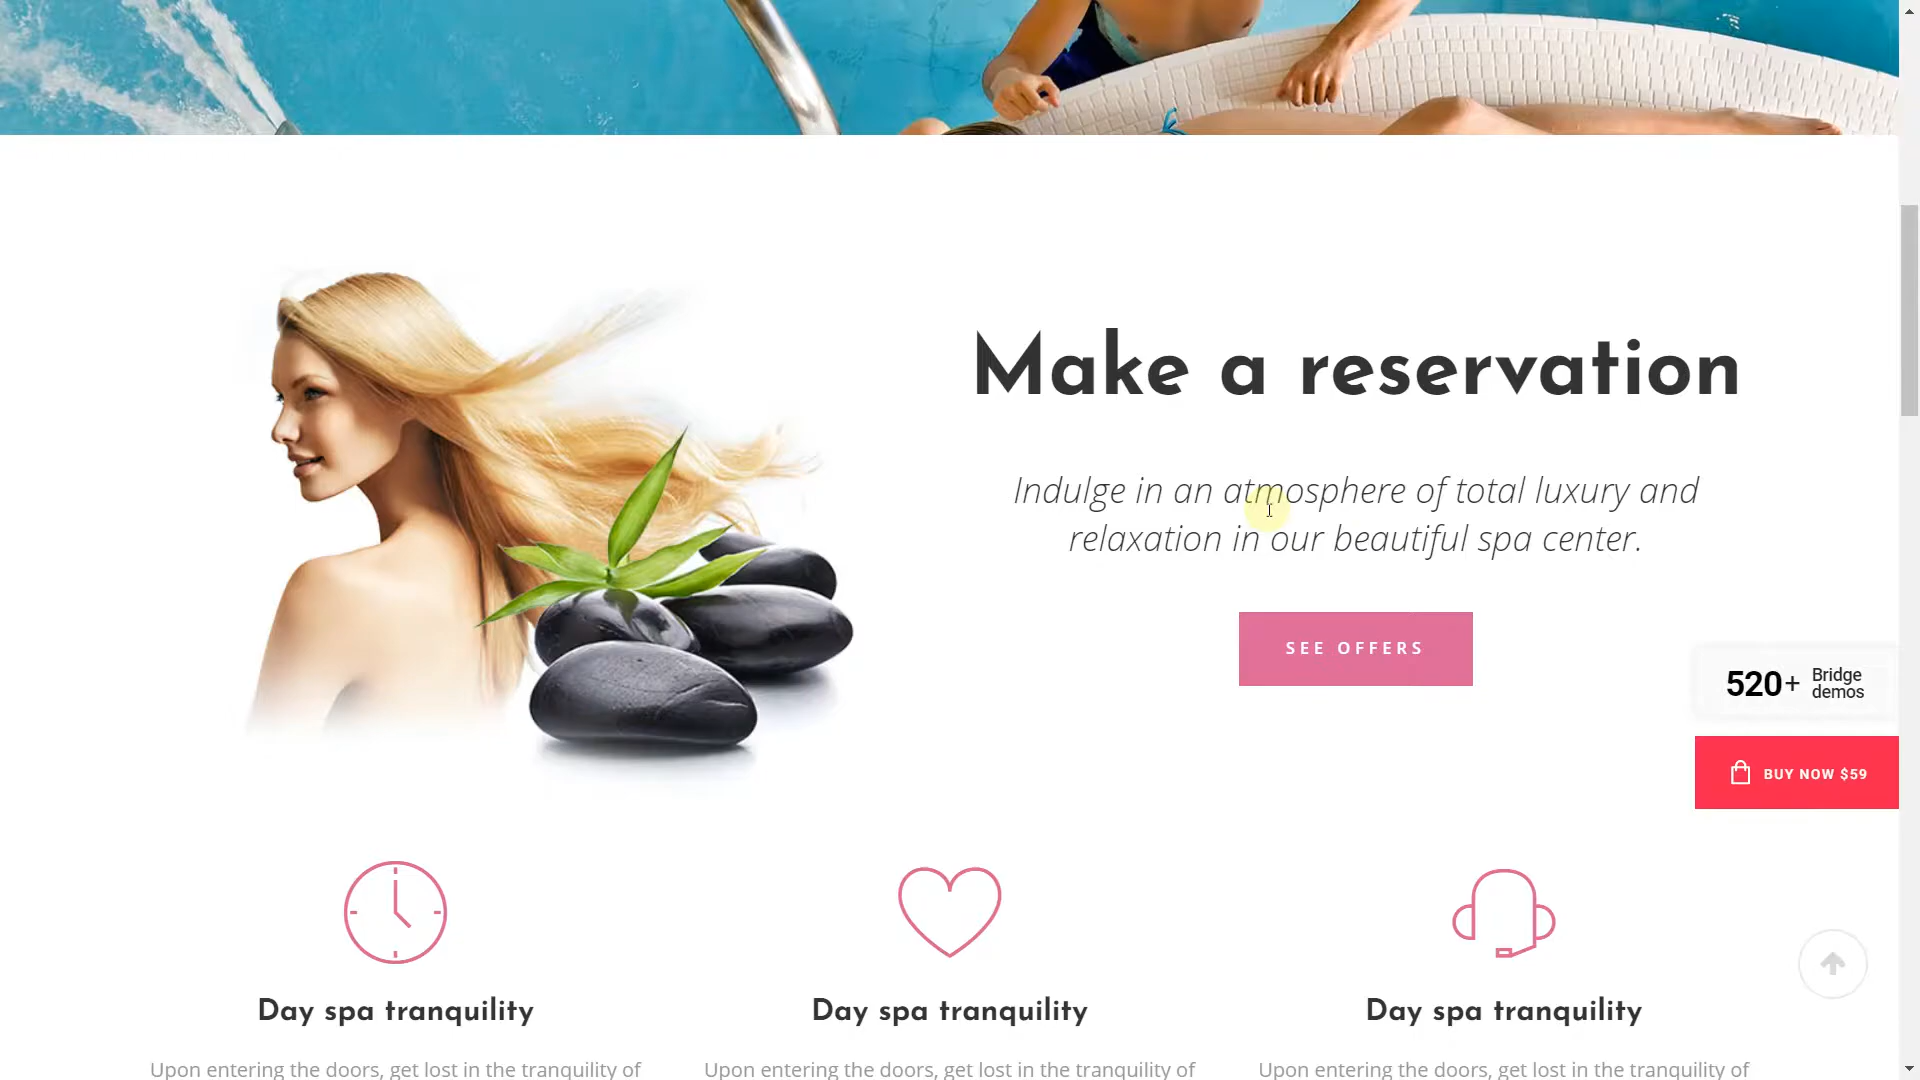 Make a reservation
Indulge in an atmosphere of total luxury and
relaxation in our beautiful spa center.
SEE OFFERS
520+ Bridge
demos
BUY NOW $59
Day spa tranquility
Day spa tranquility
Day spa tranquility
Upon entering the doors, get lost in the tranquility of
Upon entering the doors, get lost in the tranquility of
Upon entering the doors, get lost in the tranquility of